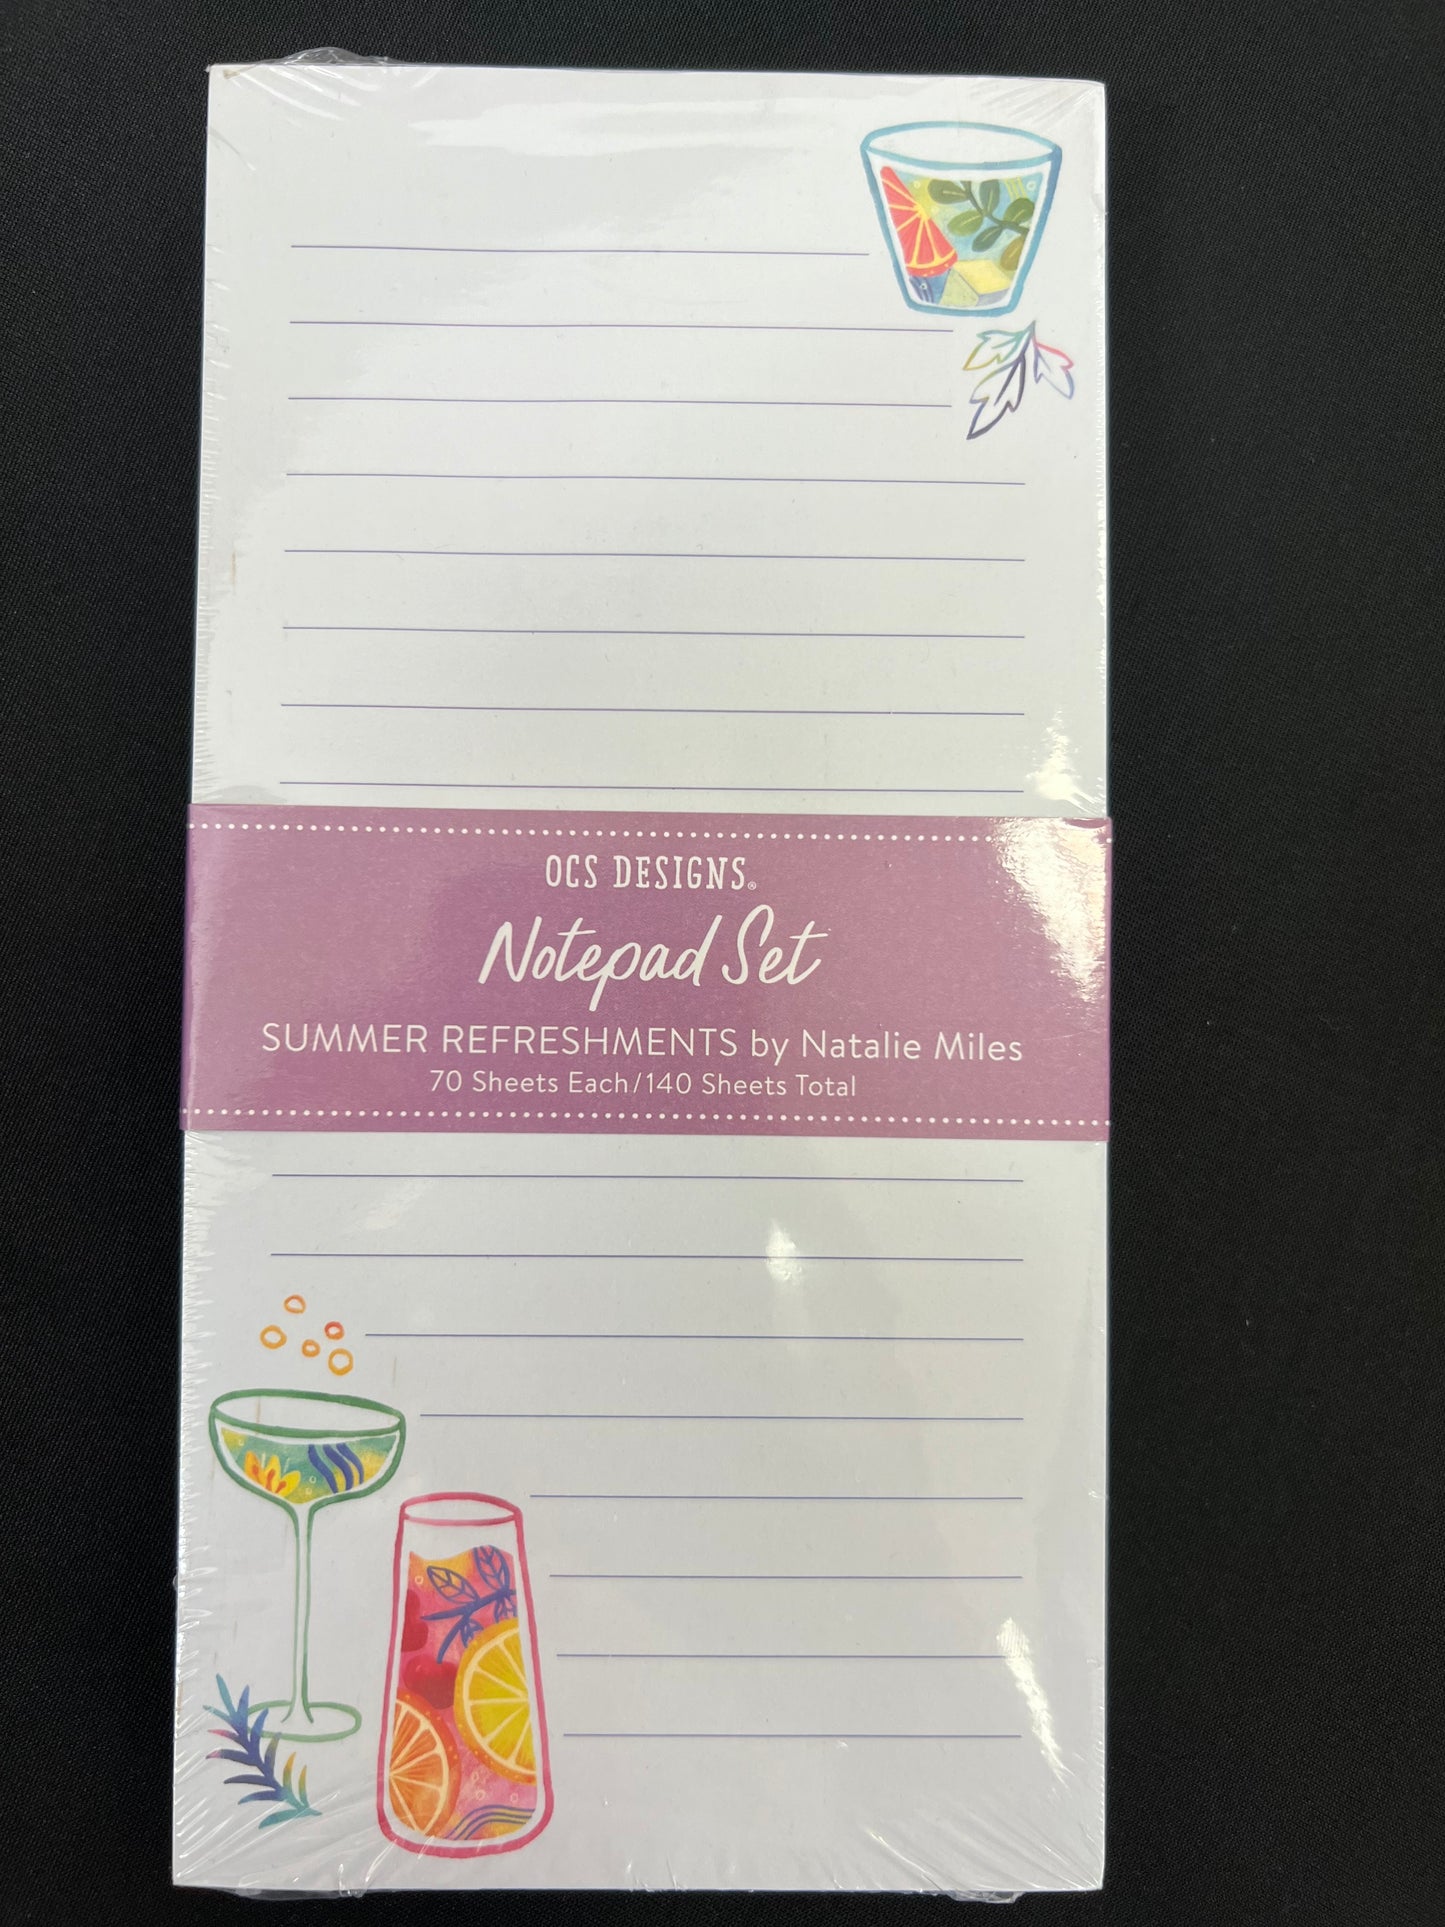 OCS DESIGNS®
Notepad Set
SUMMER REFRESHMENTS by Natalie Miles
70 Sheets Each/140 Sheets Total